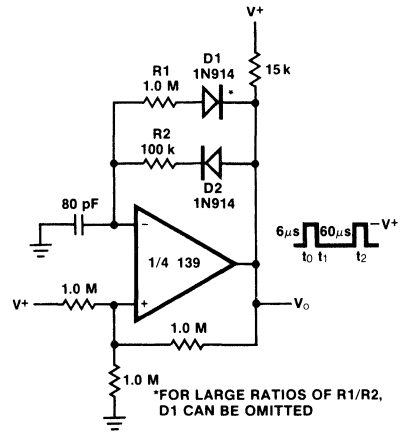 V+
D1
1N914
R1
1.0 M
*
15 k
R2
100 k
D2
1N914
80 pF
−
+
1/4 139
6μs
60μs
−V+
t0 t1 t2
V+
1.0 M
1.0 M
1.0 M
Vo
*FOR LARGE RATIOS OF R1/R2,
D1 CAN BE OMITTED